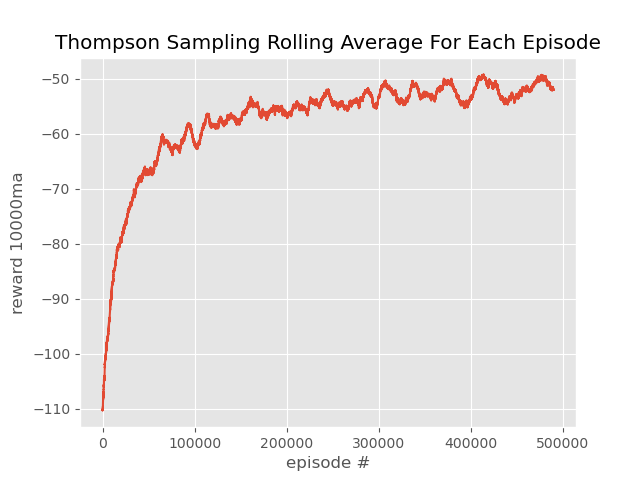 Thompson Sampling Rolling Average For Each Episode
−50
−60
−70
−80
−90
−100
−110
reward 10000ma
0 100000 200000 300000 400000 500000
episode #